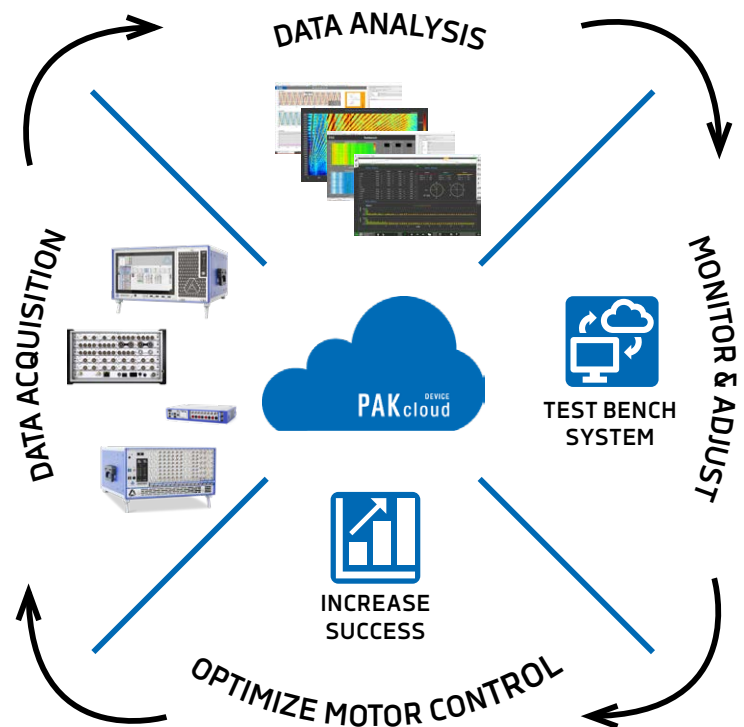 DATA ANALYSIS
DATA ACQUISITION
MONITOR & ADJUST
DEVICE
PAKcloud
TEST BENCH
SYSTEM
INCREASE
SUCCESS
OPTIMIZE MOTOR CONTROL